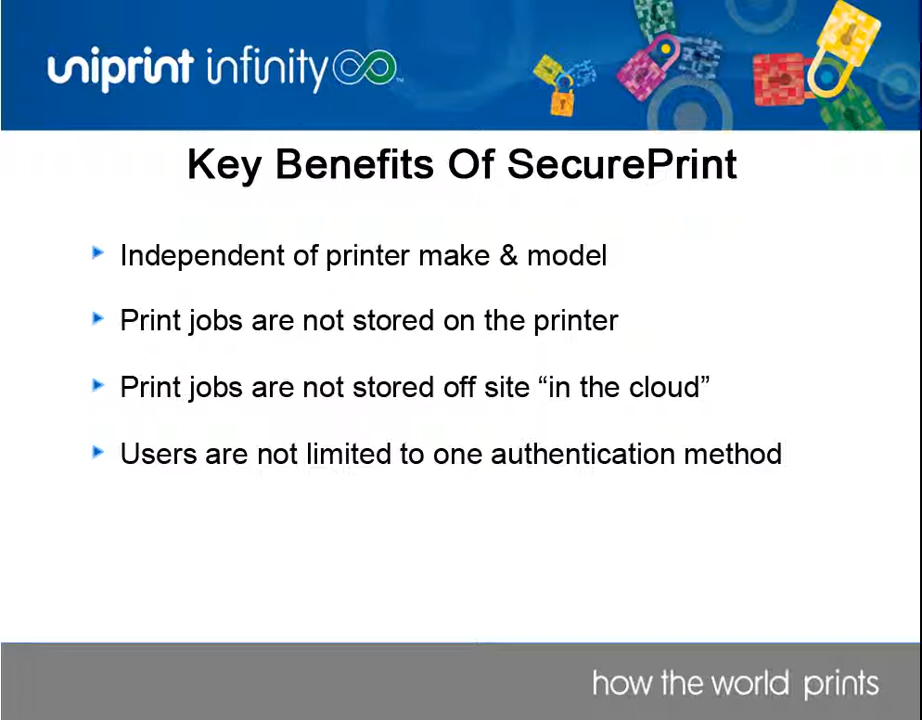 uniprint infinity™
Key Benefits Of SecurePrint
Independent of printer make & model
Print jobs are not stored on the printer
Print jobs are not stored off site “in the cloud”
Users are not limited to one authentication method
how the world prints